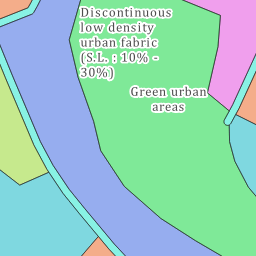 Discontinuous
low density
urban fabric
(S.L. : 10% -
30%)
Green urban
areas